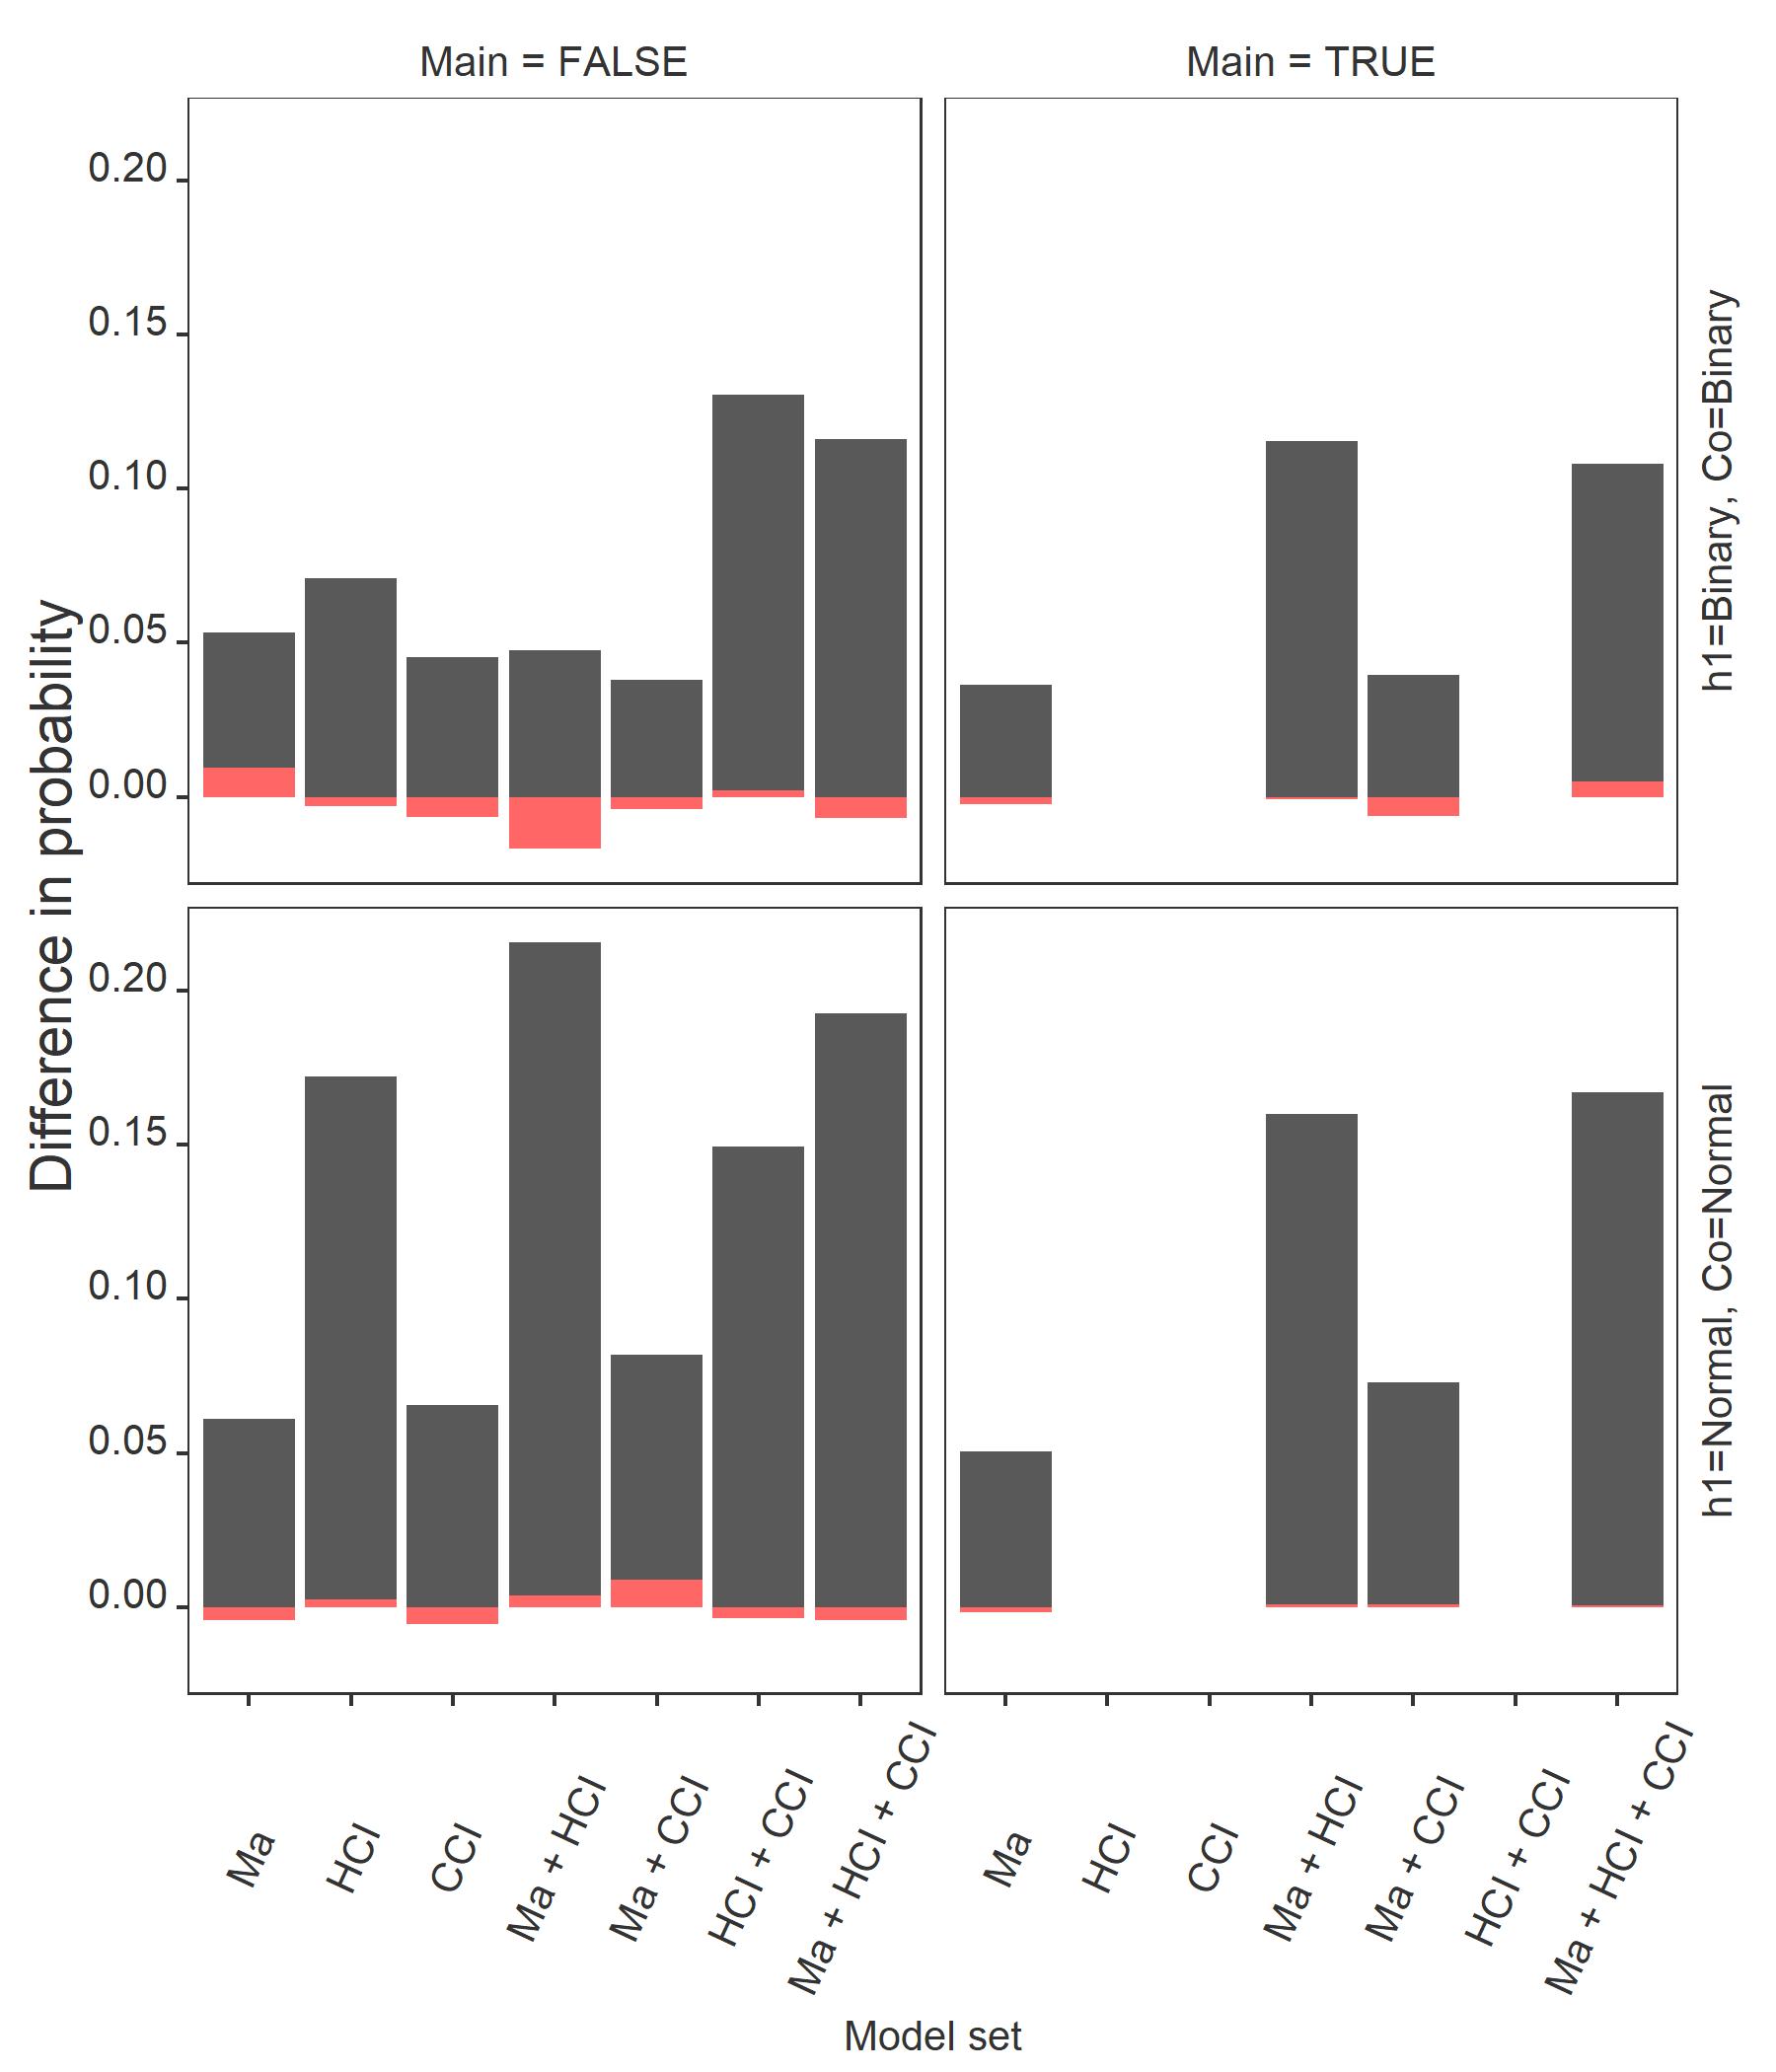 Main = FALSE
Main = TRUE
Difference in probability
0.20
0.15
0.10
0.05
0.00
h1=Binary, Co=Binary
0.20
0.15
0.10
0.05
0.00
h1=Normal, Co=Normal
Ma
HCI
CCI
Ma + HCI
Ma + CCI
HCI + CCI
Ma + HCI + CCI
Ma
HCI
CCI
Ma + HCI
Ma + CCI
HCI + CCI
Ma + HCI + CCI
Model set